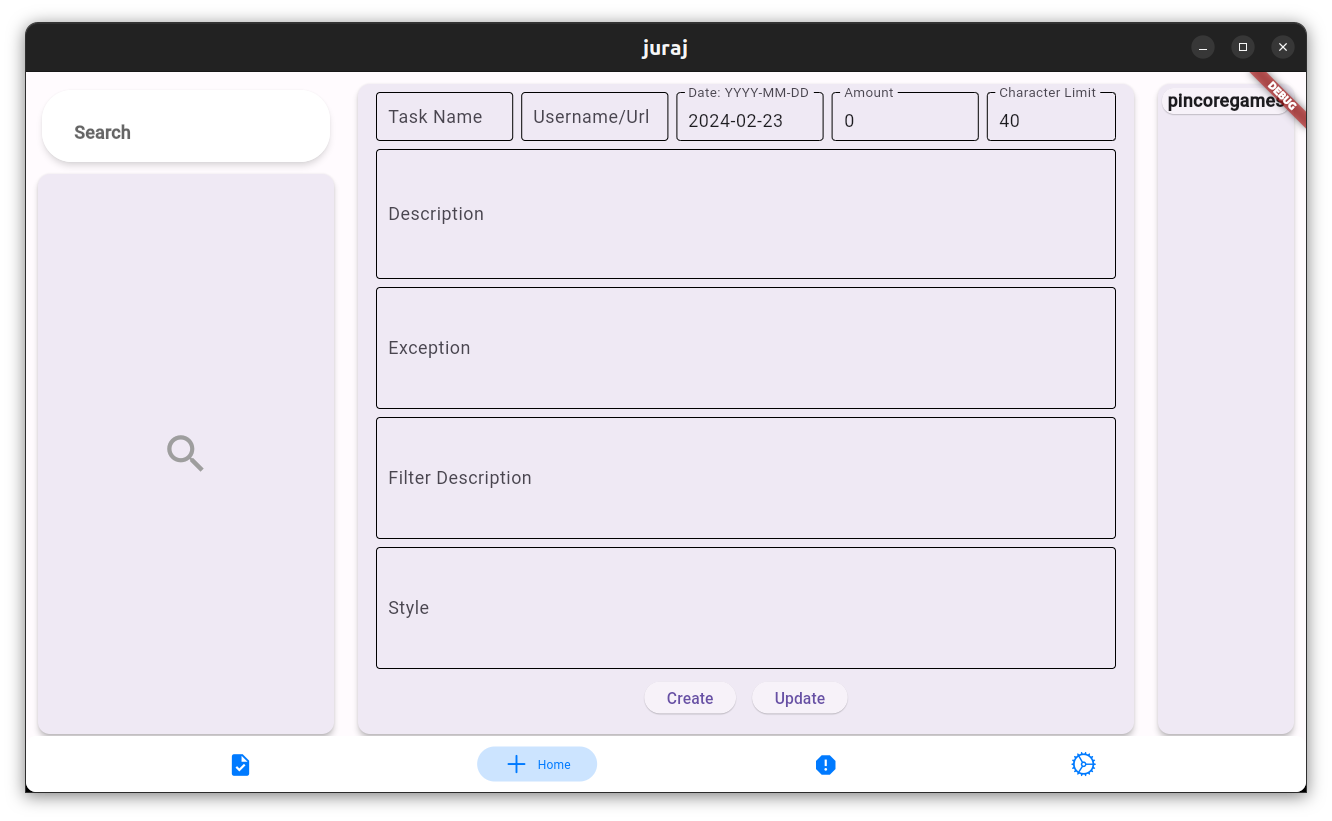 juraj
DEBUG
Search
Task Name
Username/Url
Date: YYYY-MM-DD
2024-02-23
Amount
0
Character Limit
40
pincoregames
Description
Exception
Filter Description
Style
Create
Update
Home